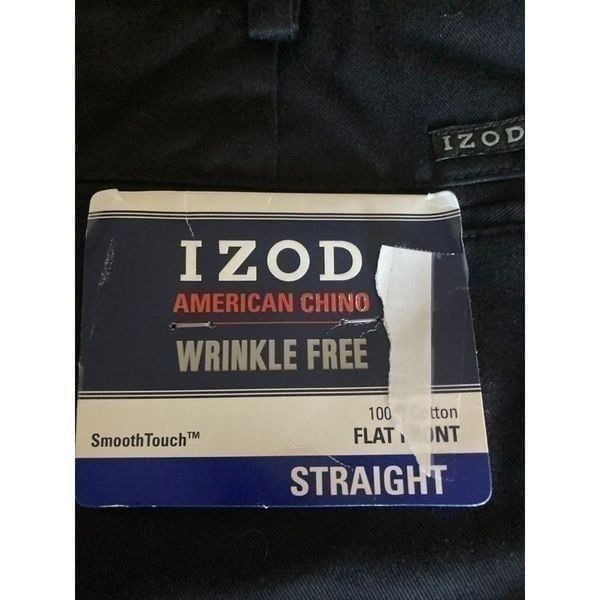 IZOD
IZOD
AMERICAN CHINO
WRINKLE FREE
SmoothTouch™
FLAT
STRAIGHT